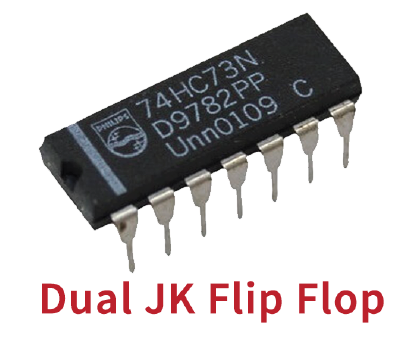 PHILIPS
74HC73N
D9782PP
Unn0109 C
Dual JK Flip Flop